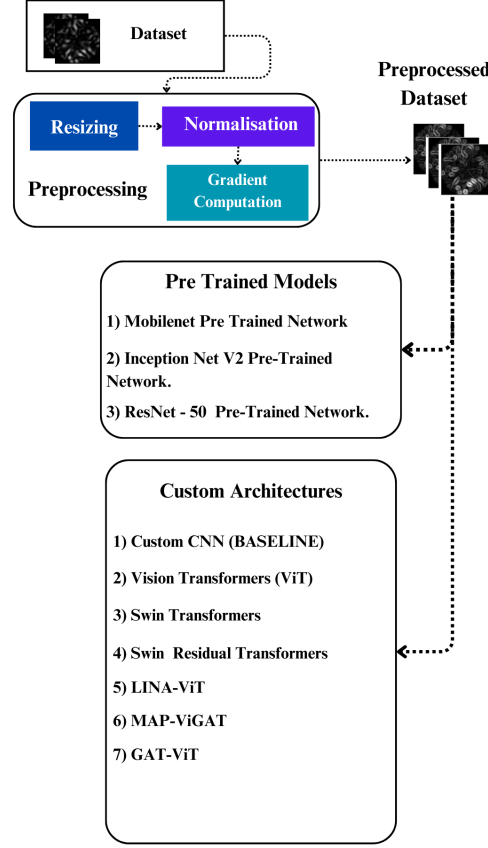 Dataset
Preprocessed
Dataset
Resizing
Normalisation
Preprocessing
Gradient
Computation
Pre Trained Models
1) Mobilenet Pre Trained Network
2) Inception Net V2 Pre-Trained
Network.
3) ResNet - 50 Pre-Trained Network.
Custom Architectures
1) Custom CNN (BASELINE)
2) Vision Transformers (ViT)
3) Swin Transformers
4) Swin Residual Transformers
5) LINA-ViT
6) MAP-ViGAT
7) GAT-ViT